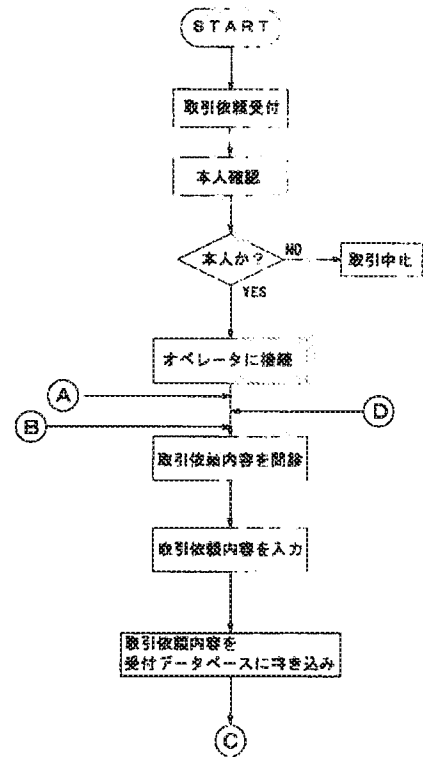 START
取引依頼受付
本人確認
本人か?
NO
取引中止
YES
オペレータに接続
A
D
B
取引依頼内容を
取引依頼内容を入力
取引依頼内容を
受付データベースに書き込み
C